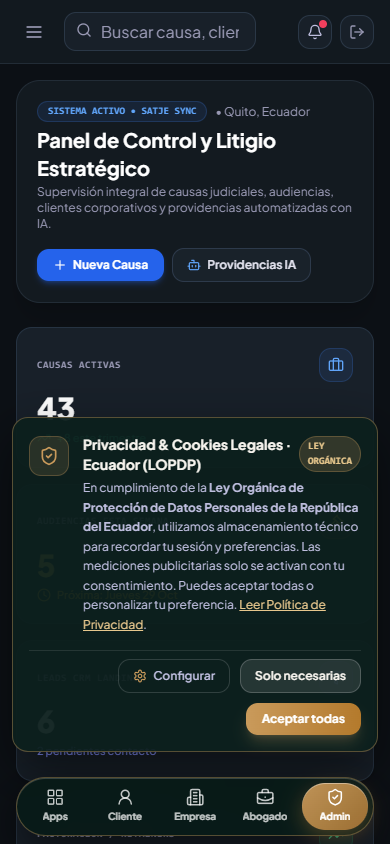 Buscar causa, clier
SISTEMA ACTIVO • SATJE SYNC
• Quito, Ecuador
Panel de Control y Litigio
Estratégico
Supervisión integral de causas judiciales, audiencias,
clientes corporativos y providencias automatizadas con
IA.
Nueva Causa
Providencias IA
CAUSAS ACTIVAS
43
Privacidad & Cookies Legales ·
Ecuador (LOPDP)
LEY
ORGÁNICA
En cumplimiento de la Ley Orgánica de
Protección de Datos Personales de la República
del Ecuador, utilizamos almacenamiento técnico
para recordar tu sesión y preferencias. Las
mediciones publicitarias solo se activan con tu
consentimiento. Puedes aceptar todas o
personalizar tu preferencia. Leer Política de
Privacidad.
5
Configurar
Solo necesarias
6
Aceptar todas
2 pendientes contacto
Apps
Cliente
Empresa
Abogado
Admin